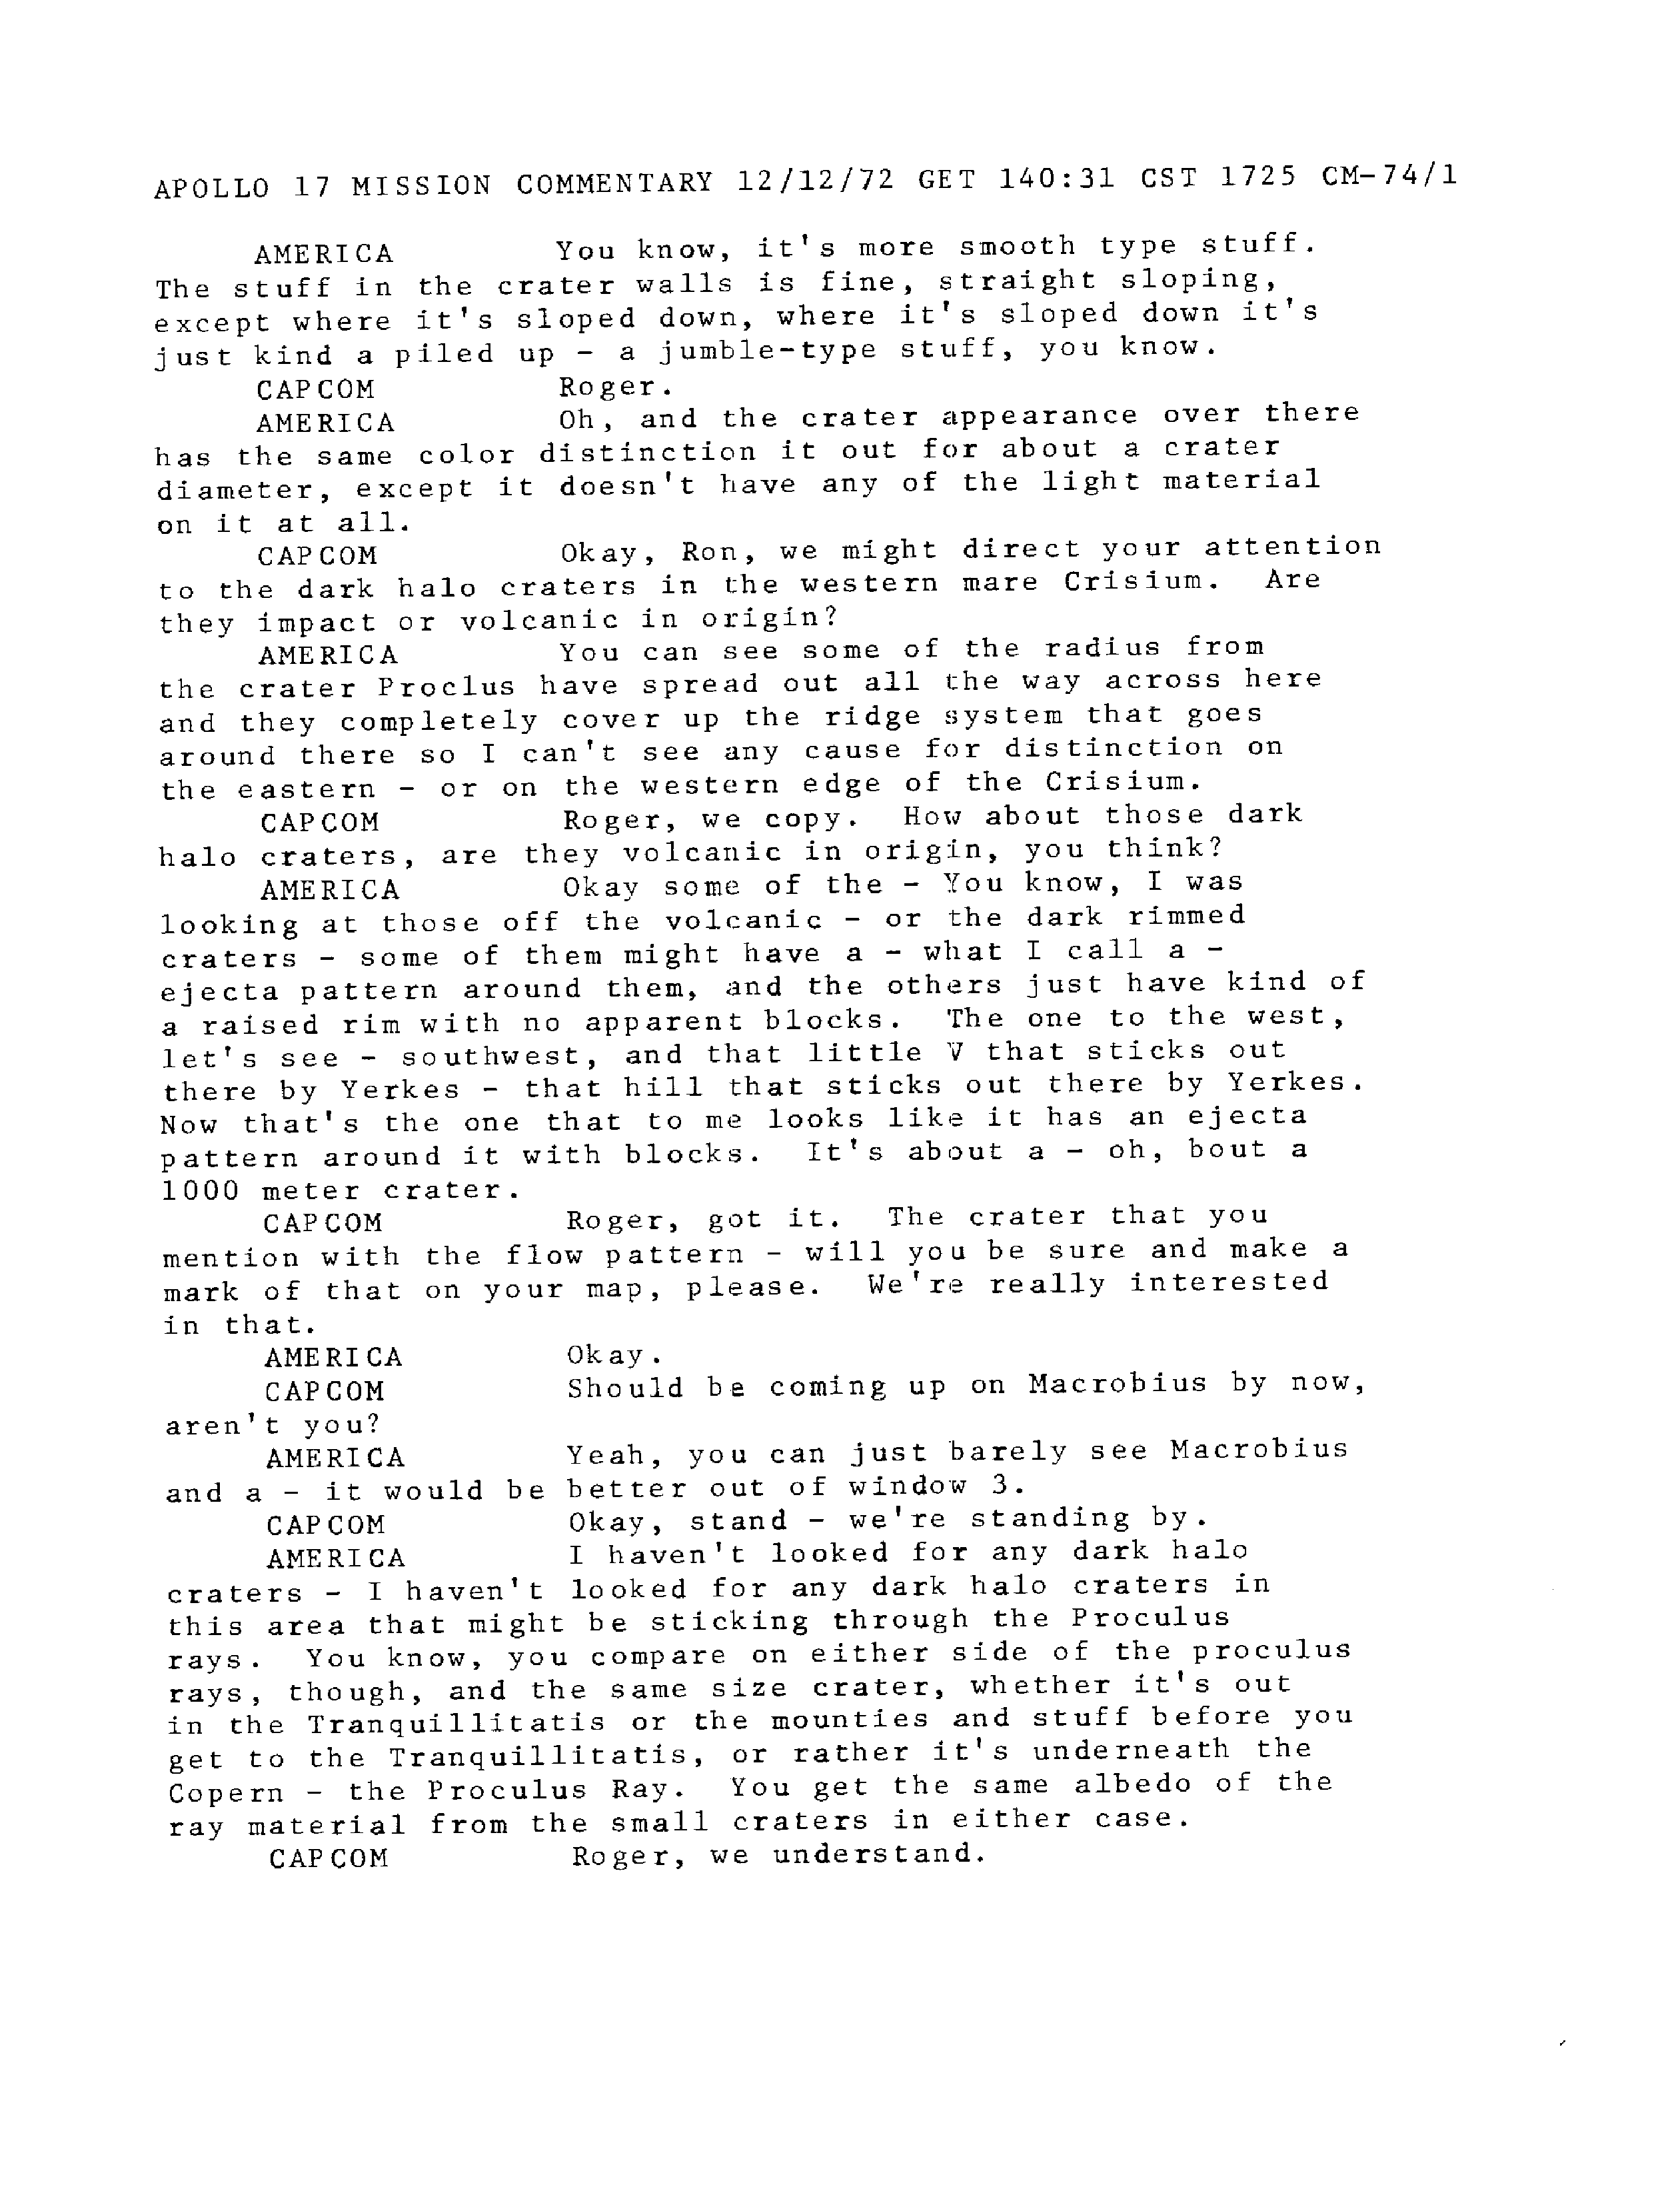 APOLLO 17 MISSION COMMENTARY 12/12/72 GET 140:31 CST 1725 CM-74/1
AMERICA You know, it's more smooth type stuff.
The stuff in the crater walls is fine, straight sloping,
except where it's sloped down, where it's sloped down it's
just kind a piled up - a jumble-type stuff, you know.
CAPCOM Roger.
AMERICA Oh, and the crater appearance over there
has the same color distinction it out for about a crater
diameter, except it doesn't have any of the light material
on it at all.
CAPCOM Okay, Ron, we might direct your attention
to the dark halo craters in the western mare Crisium. Are
they impact or volcanic in origin?
AMERICA You can see some of the radius from
the crater Proclus have spread out all the way across here
and they completely cover up the ridge system that goes
around there so I can't see any cause for distinction on
the eastern - or on the western edge of the Crisium.
CAPCOM Roger, we copy. How about those dark
halo craters, are they volcanic in origin, you think?
AMERICA Okay some of the - You know, I was
looking at those off the volcanic - or the dark rimmed
craters - some of them might have a - what I call a -
ejecta pattern around them, and the others just have kind of
a raised rim with no apparent blocks. The one to the west,
let's see - southwest, and that little V that sticks out
there by Yerkes - that hill that sticks out there by Yerkes.
Now that's the one that to me looks like it has an ejecta
pattern around it with blocks. It's about a - oh, bout a
1000 meter crater.
CAPCOM Roger, got it. The crater that you
mention with the flow pattern - will you be sure and make a
mark of that on your map, please. We're really interested
in that.
AMERICA Okay.
CAPCOM Should be coming up on Macrobius by now,
aren't you?
AMERICA Yeah, you can just barely see Macrobius
and a - it would be better out of window 3.
CAPCOM Okay, stand - we're standing by.
AMERICA I haven't looked for any dark halo
craters - I haven't looked for any dark halo craters in
this area that might be sticking through the Proculus
rays. You know, you compare on either side of the proculus
rays, though, and the same size crater, whether it's out
in the Tranquillitatis or the mounties and stuff before you
get to the Tranquillitatis, or rather it's underneath the
Copern - the Proculus Ray. You get the same albedo of the
ray material from the small craters in either case.
CAPCOM Roger, we understand.